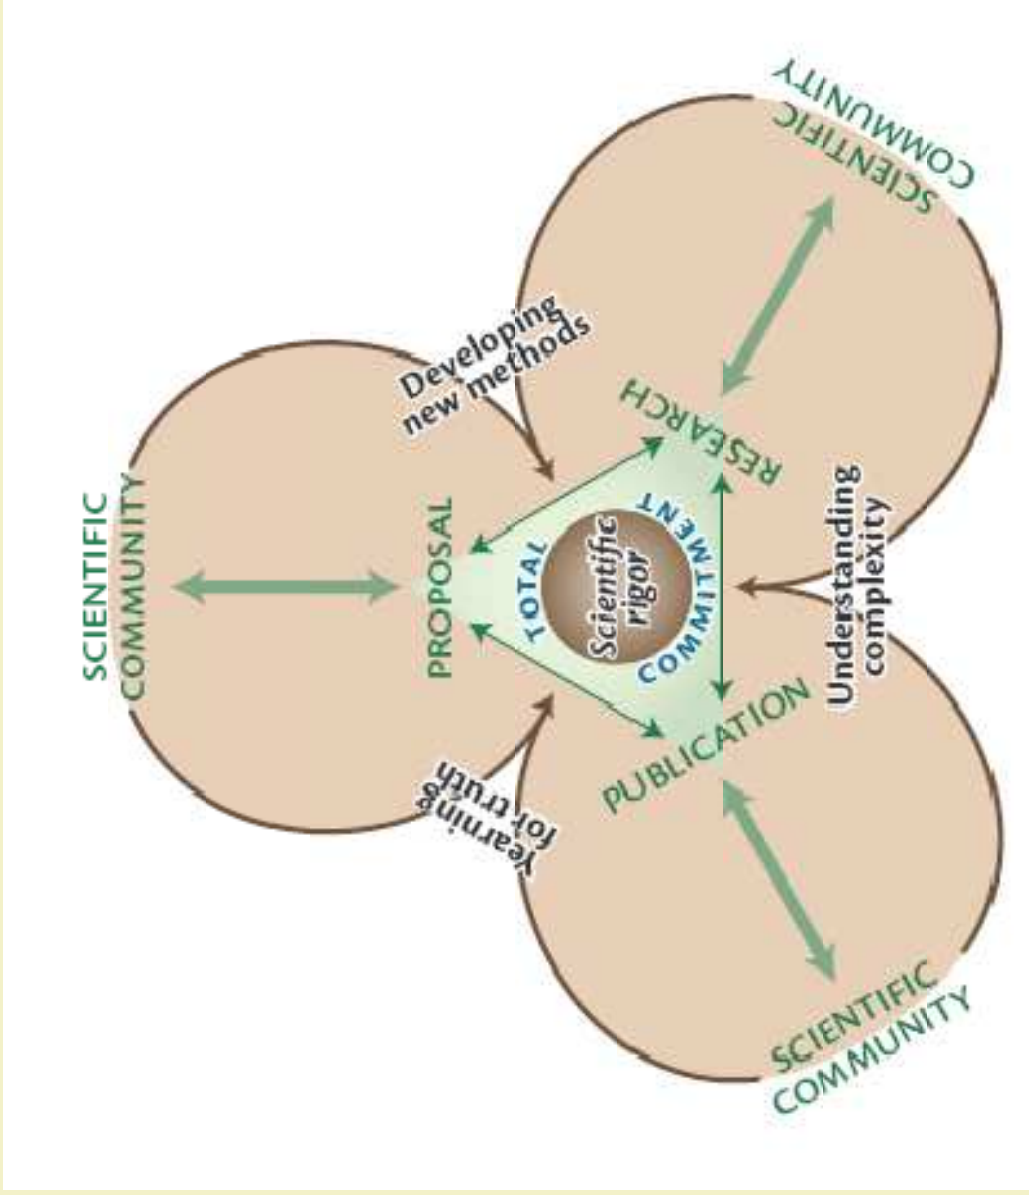 SCIENTIFIC
COMMUNITY
PROPOSAL
Developing
new methods
Yearning
for truth
TOTAL
COMMITMENT
Scientific
rigor
RESEARCH
PUBLICATION
Understanding
complexity
SCIENTIFIC
COMMUNITY
SCIENTIFIC
COMMUNITY